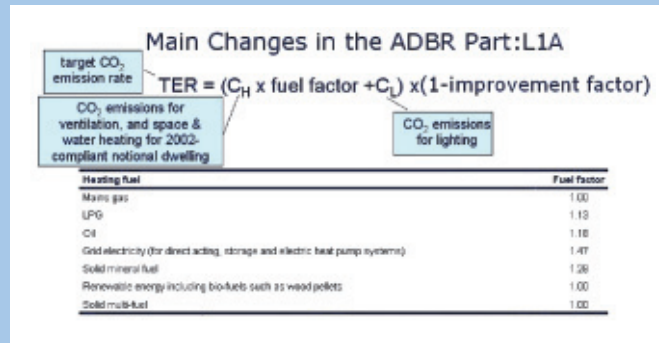 Main Changes in the ADBR Part:L1A
target CO₂
emission rate
TER = (C_H x fuel factor +C_L) x(1-improvement factor)
CO₂ emissions for
ventilation, and space &
water heating for 2002-
compliant notional dwelling
CO₂ emissions
for lighting
Heating fuel Fuel factor
Mains gas 1.00
LPG 1.13
Oil 1.18
Grid electricity (for direct acting, storage and electric heat pump systems) 1.47
Solid mineral fuel 1.28
Renewable energy including bio-fuels such as wood pellets 1.00
Solid multi-fuel 1.00